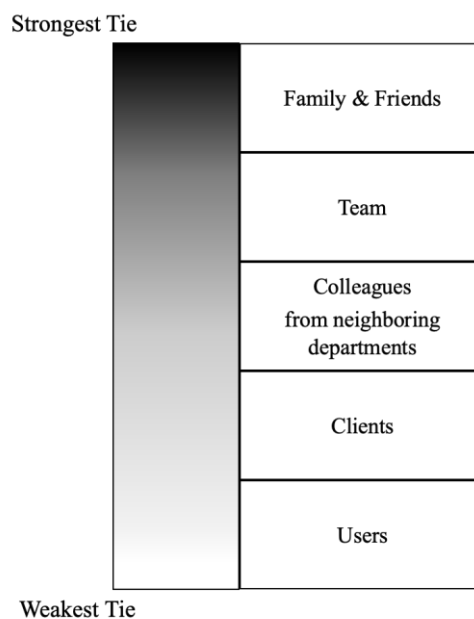 Strongest Tie
Family & Friends
Team
Colleagues
from neighboring
departments
Clients
Users
Weakest Tie